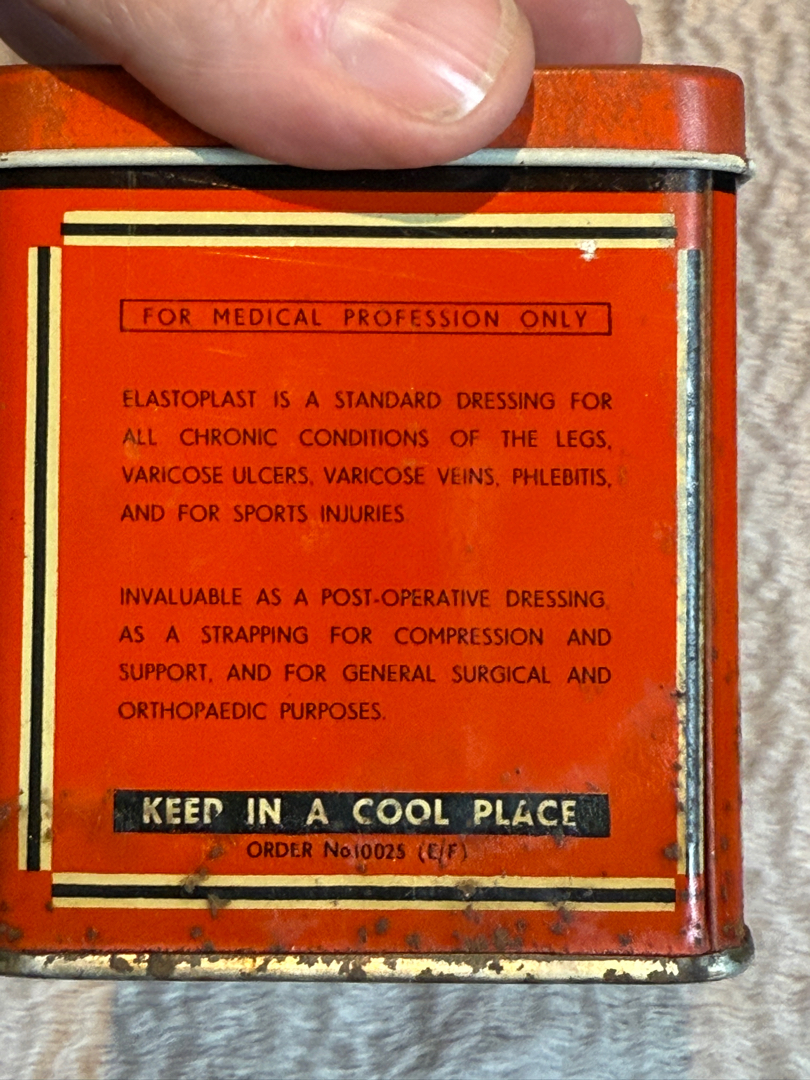 FOR MEDICAL PROFESSION ONLY
ELASTOPLAST IS A STANDARD DRESSING FOR
ALL CHRONIC CONDITIONS OF THE LEGS,
VARICOSE ULCERS, VARICOSE VEINS, PHLEBITIS,
AND FOR SPORTS INJURIES
INVALUABLE AS A POST-OPERATIVE DRESSING,
AS A STRAPPING FOR COMPRESSION AND
SUPPORT, AND FOR GENERAL SURGICAL AND
ORTHOPAEDIC PURPOSES.
KEEP IN A COOL PLACE
ORDER No10025 (E/F)